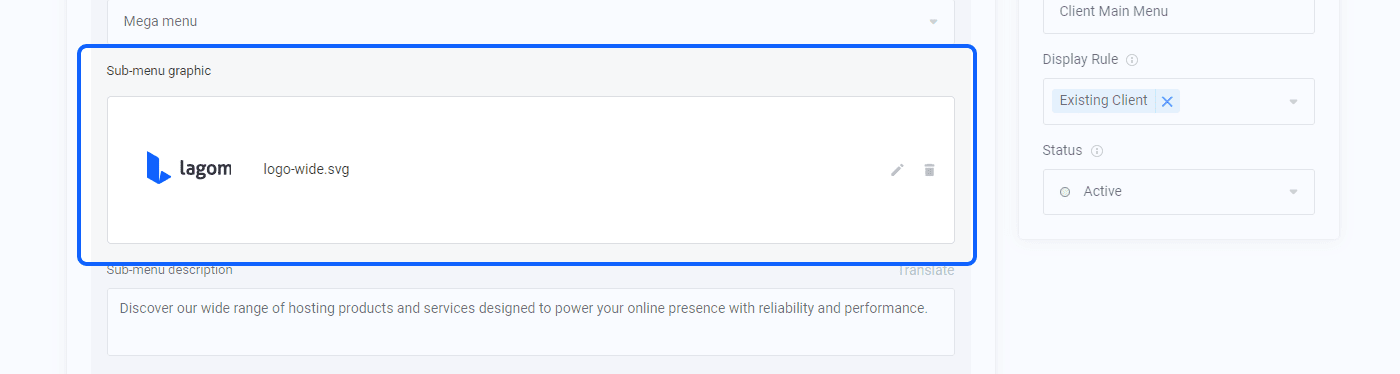 Mega menu
Sub-menu graphic
lagom
logo-wide.svg
Sub-menu description
Translate
Discover our wide range of hosting products and services designed to power your online presence with reliability and performance.
Client Main Menu
Display Rule
Existing Client
Status
Active